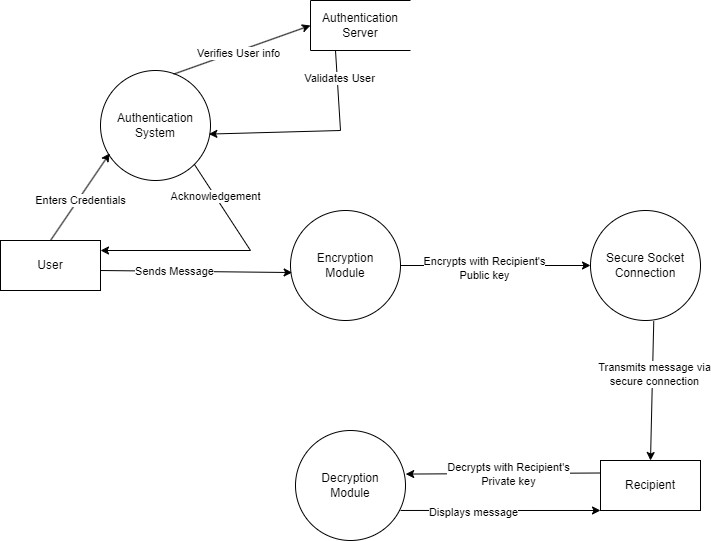 Authentication
Server
Verifies User info
Validates User
Authentication
System
Enters Credentials
Acknowledgement
User
Sends Message
Encryption
Module
Encrypts with Recipient's
Public key
Secure Socket
Connection
Transmits message via
secure connection
Decryption
Module
Decrypts with Recipient's
Private key
Displays message
Recipient